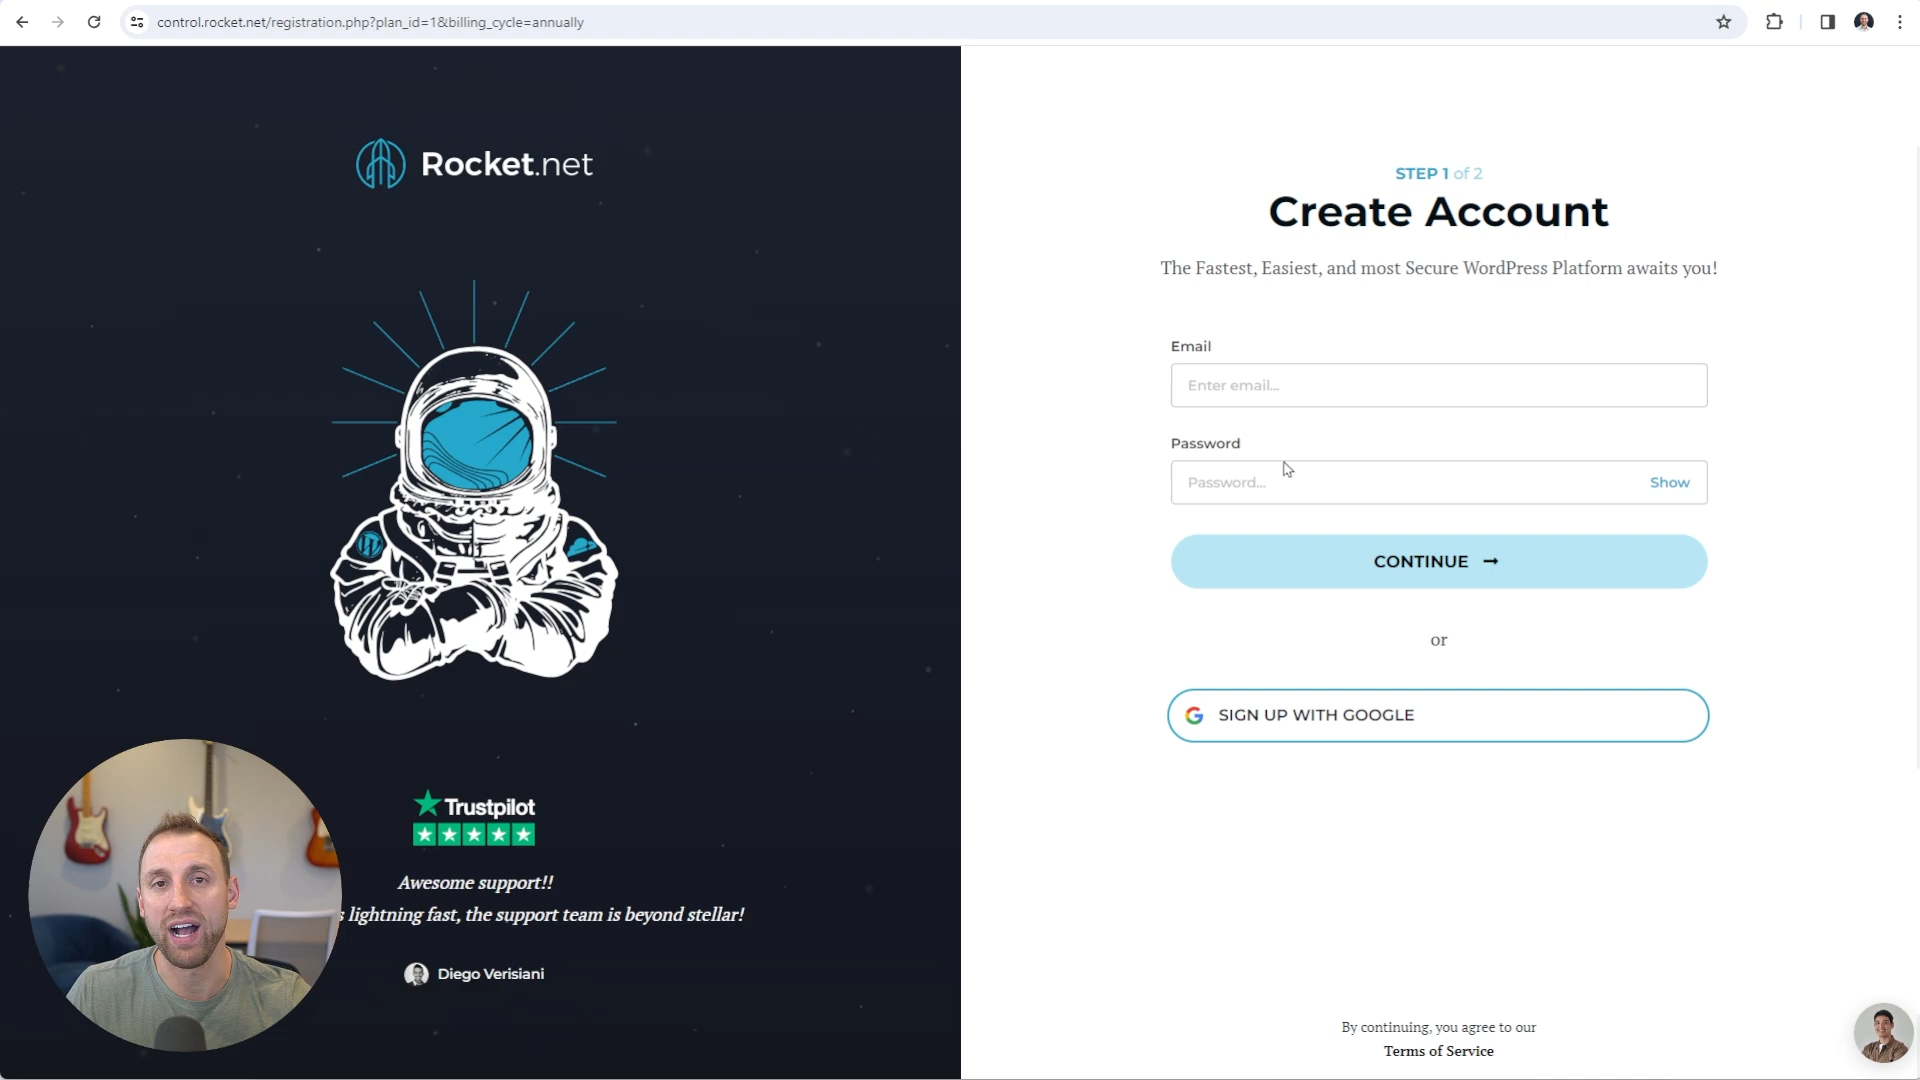 control.rocket.net/registration.php?plan_id=1&billing_cycle=annually
Rocket.net
Trustpilot
Awesome support!!
lightning fast, the support team is beyond stellar!
Diego Verisiani
STEP 1 of 2
Create Account
The Fastest, Easiest, and most Secure WordPress Platform awaits you!
Email
Enter email...
Password
Password...
Show
CONTINUE →
or
SIGN UP WITH GOOGLE
By continuing, you agree to our
Terms of Service